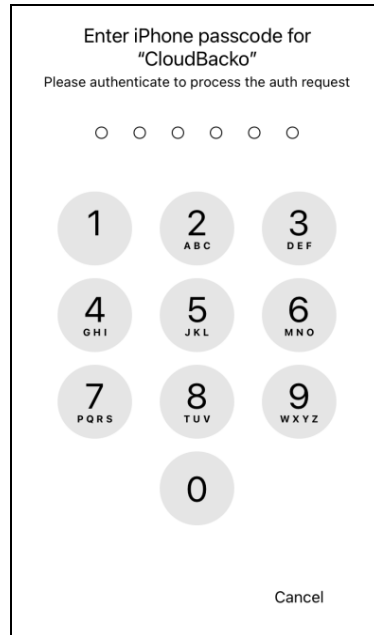 Enter iPhone passcode for
“CloudBacko”
Please authenticate to process the auth request
1 2 3
ABC DEF
4 5 6
GHI JKL MNO
7 8 9
PQRS TUV WXYZ
0
Cancel